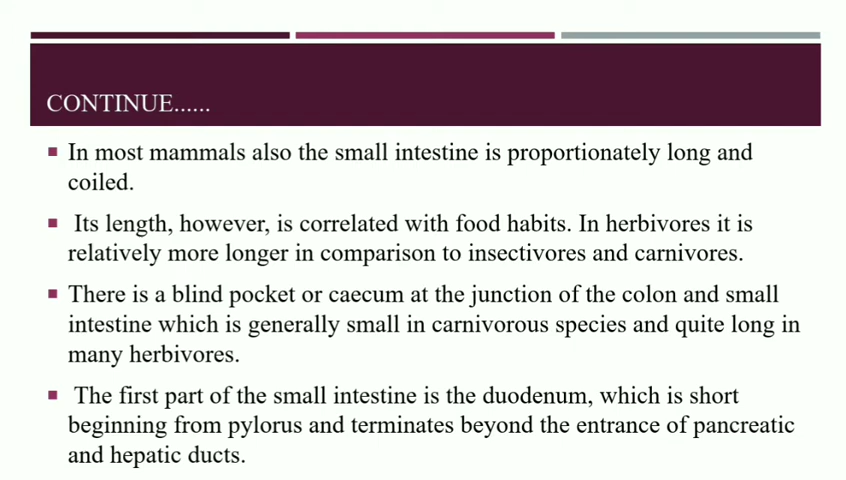 CONTINUE......
In most mammals also the small intestine is proportionately long and
coiled.
Its length, however, is correlated with food habits. In herbivores it is
relatively more longer in comparison to insectivores and carnivores.
There is a blind pocket or caecum at the junction of the colon and small
intestine which is generally small in carnivorous species and quite long in
many herbivores.
The first part of the small intestine is the duodenum, which is short
beginning from pylorus and terminates beyond the entrance of pancreatic
and hepatic ducts.